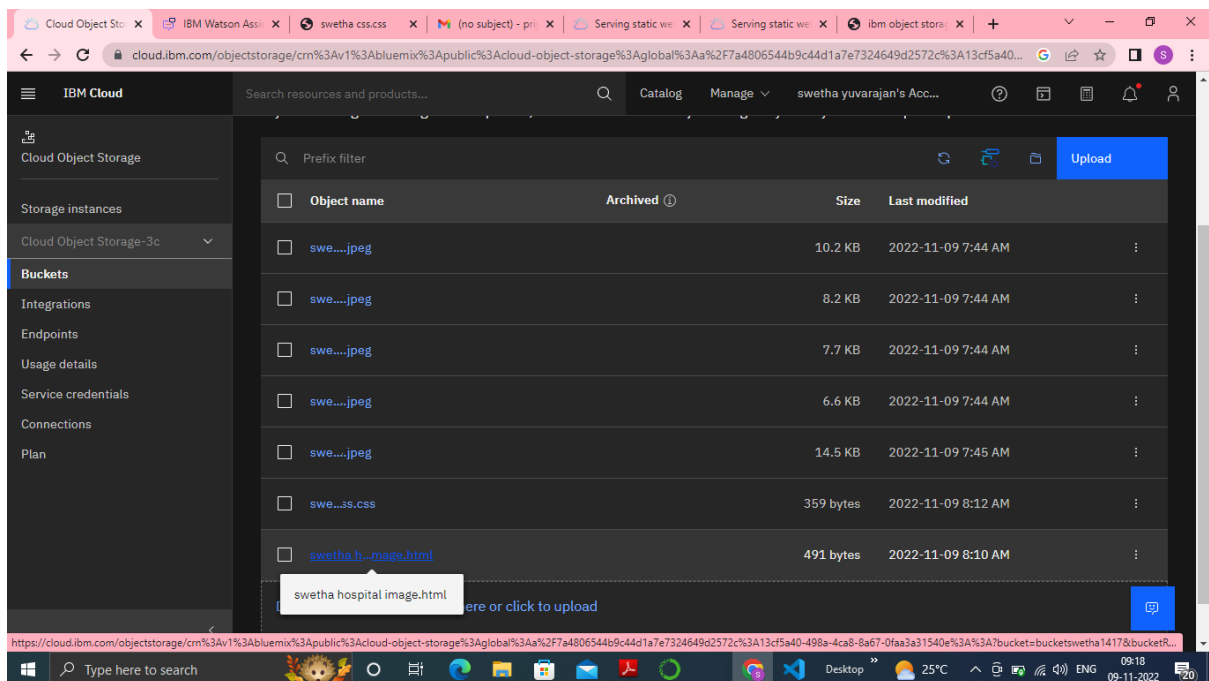 Cloud Object Sto
IBM Watson Assis
swetha css.css
(no subject) - pri
Serving static we
Serving static we
ibm object storag
cloud.ibm.com/objectstorage/crn%3Av1%3Abluemix%3Apublic%3Acloud-object-storage%3Aglobal%3Aa%2F7a4806544b9c44d1a7e7324649d2572c%3A13cf5a40...
IBM Cloud
Search resources and products...
Catalog
Manage
swetha yuvarajan's Acc...
Cloud Object Storage
Storage instances
Cloud Object Storage-3c
Buckets
Integrations
Endpoints
Usage details
Service credentials
Connections
Plan
Prefix filter
Upload
Object name Archived Size Last modified
swe....jpeg 10.2 KB 2022-11-09 7:44 AM
swe....jpeg 8.2 KB 2022-11-09 7:44 AM
swe....jpeg 7.7 KB 2022-11-09 7:44 AM
swe....jpeg 6.6 KB 2022-11-09 7:44 AM
swe....jpeg 14.5 KB 2022-11-09 7:45 AM
swe...ss.css 359 bytes 2022-11-09 8:12 AM
swetha h...mage.html 491 bytes 2022-11-09 8:10 AM
swetha hospital image.html
ere or click to upload
https://cloud.ibm.com/objectstorage/crn%3Av1%3Abluemix%3Apublic%3Acloud-object-storage%3Aglobal%3Aa%2F7a4806544b9c44d1a7e7324649d2572c%3A13cf5a40-498a-4ca8-8a67-0faa3a31540e%3A%3A?bucket=bucketswetha1417&bucketR...
Type here to search
Desktop
25°C
ENG
09:18
09-11-2022
20